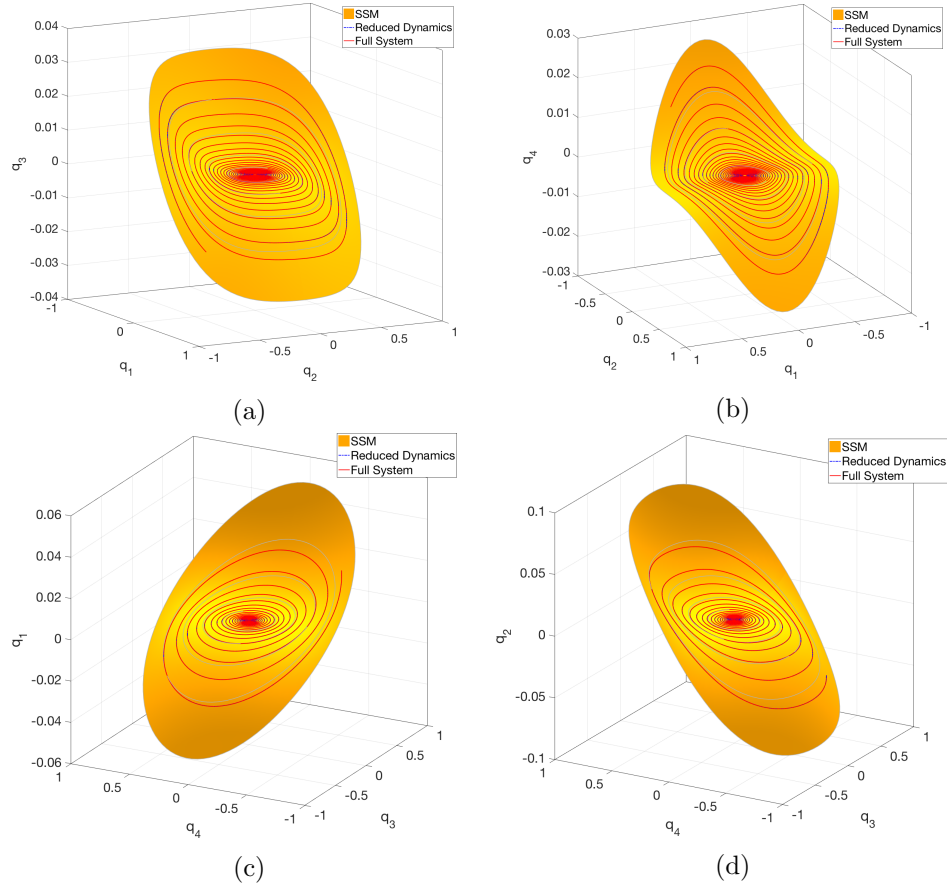 SSM
Reduced Dynamics
Full System
0.04
0.03
0.02
0.01
0
-0.01
-0.02
-0.03
-0.04
q3
-1
0
1
q1
-1
-0.5
0
0.5
1
q2
(a)
SSM
Reduced Dynamics
Full System
0.03
0.02
0.01
0
-0.01
-0.02
-0.03
q4
-1
-0.5
0
0.5
1
q2
1
0.5
0
-0.5
-1
q1
(b)
SSM
Reduced Dynamics
Full System
0.06
0.04
0.02
0
-0.02
-0.04
-0.06
q1
1
0.5
0
-0.5
-1
q4
-1
-0.5
0
0.5
1
q3
(c)
SSM
Reduced Dynamics
Full System
0.1
0.05
0
-0.05
-0.1
q2
1
0.5
0
-0.5
-1
q4
-1
-0.5
0
0.5
1
q3
(d)